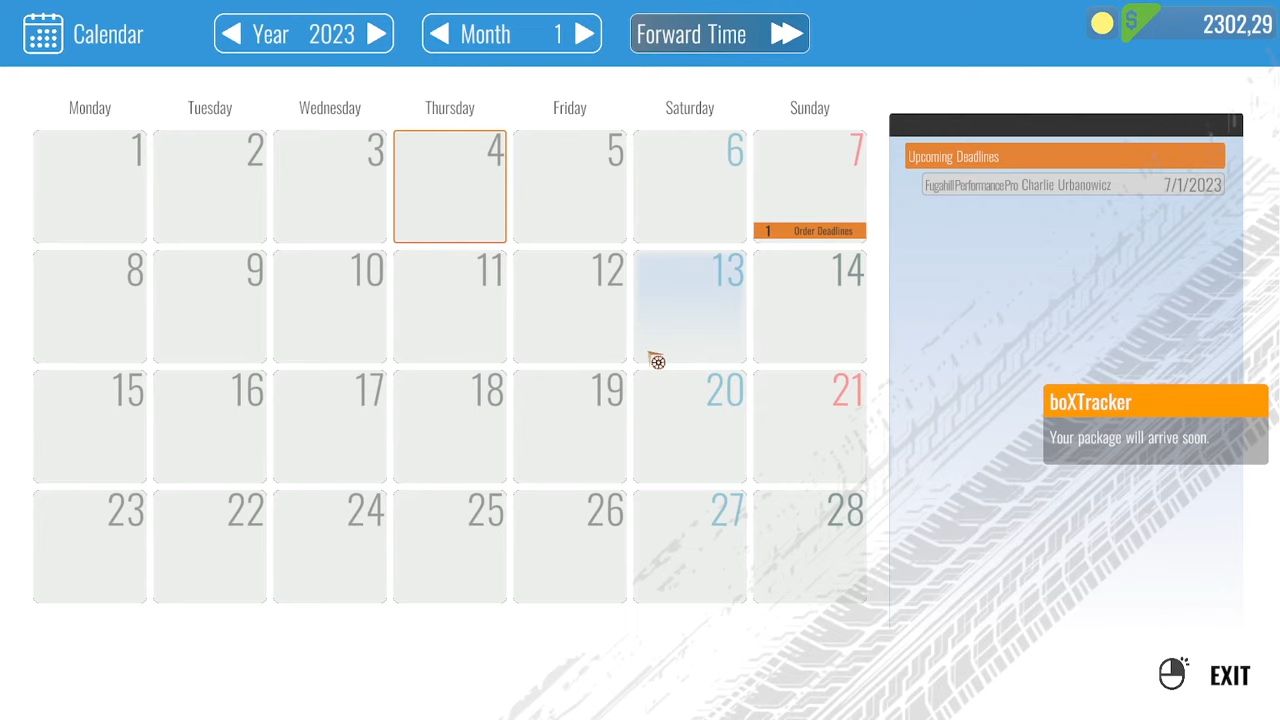 Calendar
Year 2023
Month 1
Forward Time
$ 2302,29
Monday Tuesday Wednesday Thursday Friday Saturday Sunday
1 2 3 4 5 6 7
1 Order Deadlines
8 9 10 11 12 13 14
15 16 17 18 19 20 21
23 22 24 25 26 27 28
Upcoming Deadlines
FugahillPerformancePro Charlie Urbanowicz 7/1/2023
boXTracker
Your package will arrive soon.
EXIT